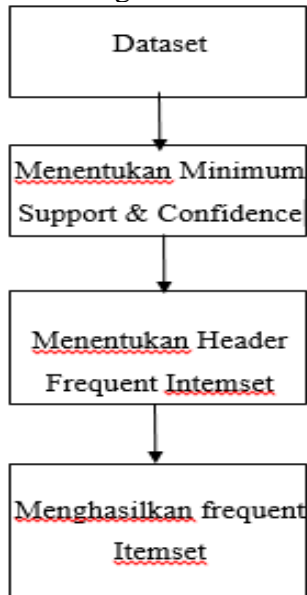 Dataset
Menentukan Minimum
Support & Confidence
Menentukan Header
Frequent Intemset
Menghasilkan frequent
Itemset